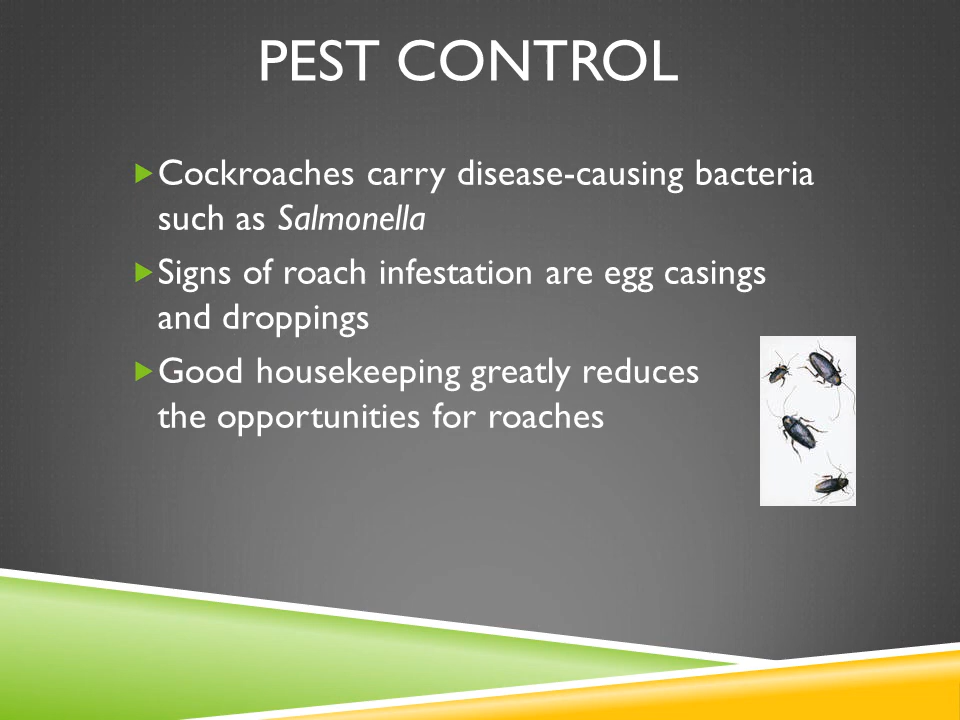 PEST CONTROL
Cockroaches carry disease-causing bacteria
such as Salmonella
Signs of roach infestation are egg casings
and droppings
Good housekeeping greatly reduces
the opportunities for roaches